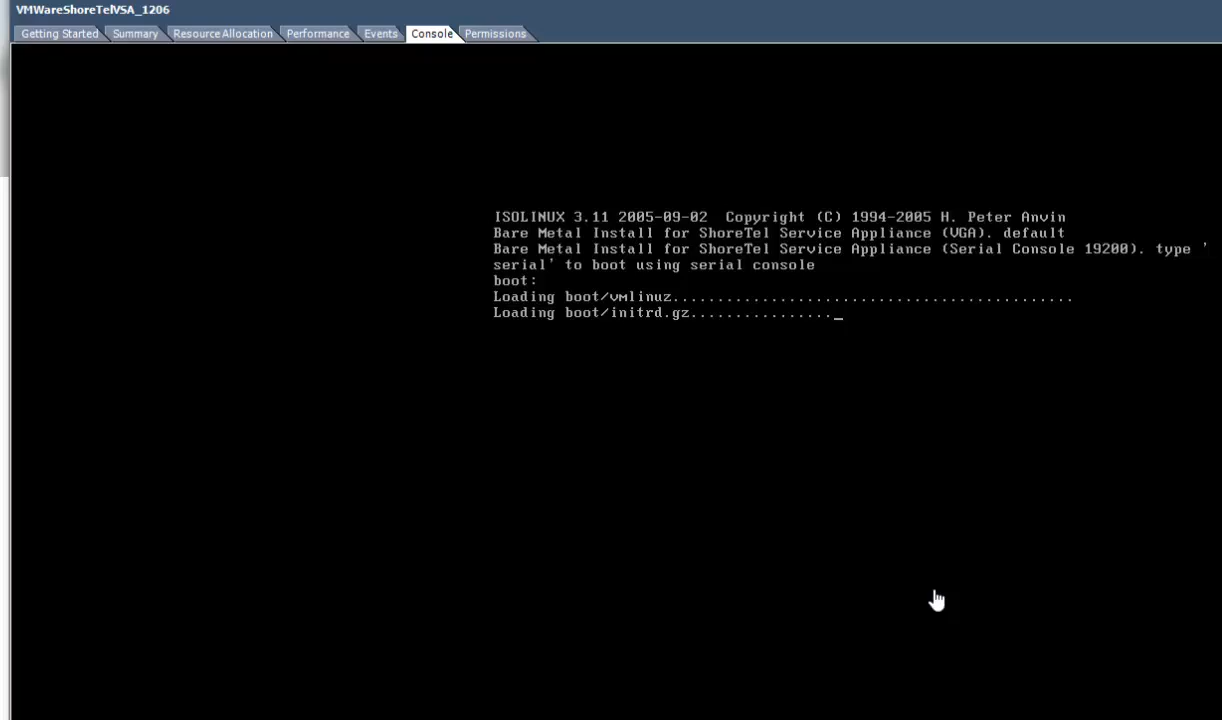 VMWareShoreTelVSA_1206
Getting Started Summary Resource Allocation Performance Events Console Permissions
ISOLINUX 3.11 2005-09-02  Copyright (C) 1994-2005 H. Peter Anvin
Bare Metal Install for ShoreTel Service Appliance (VGA). default
Bare Metal Install for ShoreTel Service Appliance (Serial Console 19200). type '
serial' to boot using serial console
boot:
Loading boot/vmlinuz.............................................
Loading boot/initrd.gz................_